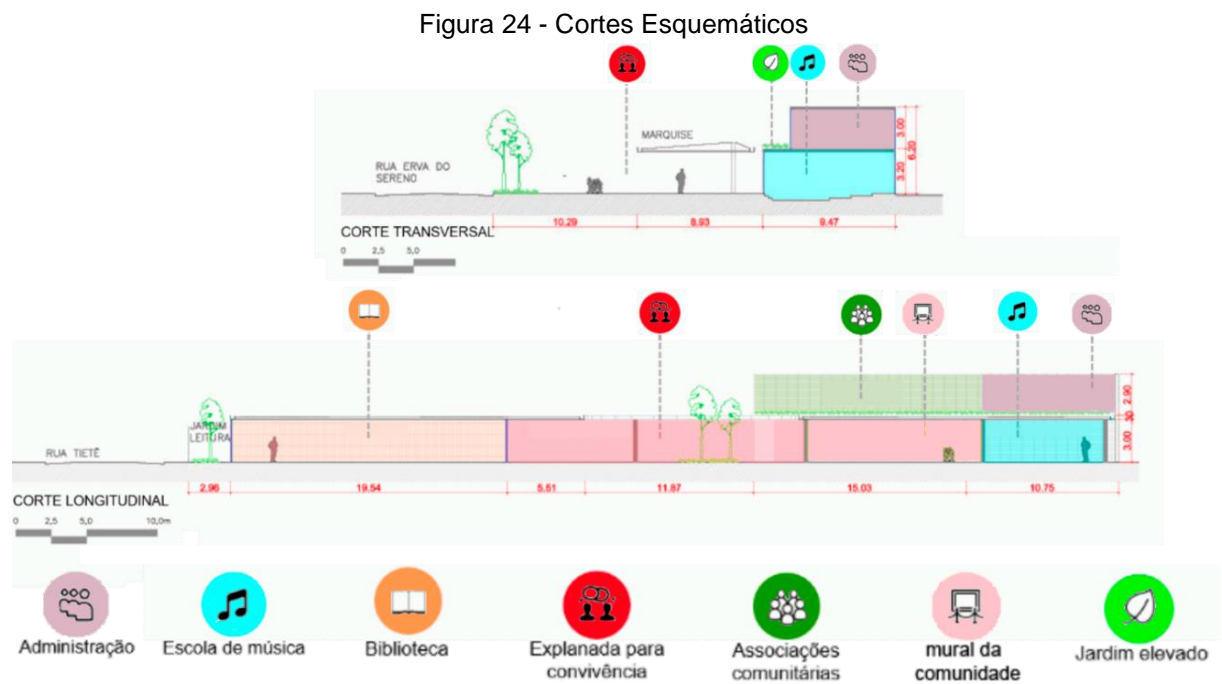 Figura 24 - Cortes Esquemáticos
MARQUISE
RUA ERVA DO
SERENO
3.00
6.20
3.20
10.29
8.93
9.47
CORTE TRANSVERSAL
0 2,5 5,0
JARDIM
LEITURA
RUA TIETÊ
2.90
30
3.00
2.96
19.54
5.51
11.87
15.03
10.75
CORTE LONGITUDINAL
0 2,5 5,0 10,0m
Administração
Escola de música
Biblioteca
Explanada para
convivência
Associações
comunitárias
mural da
comunidade
Jardim elevado